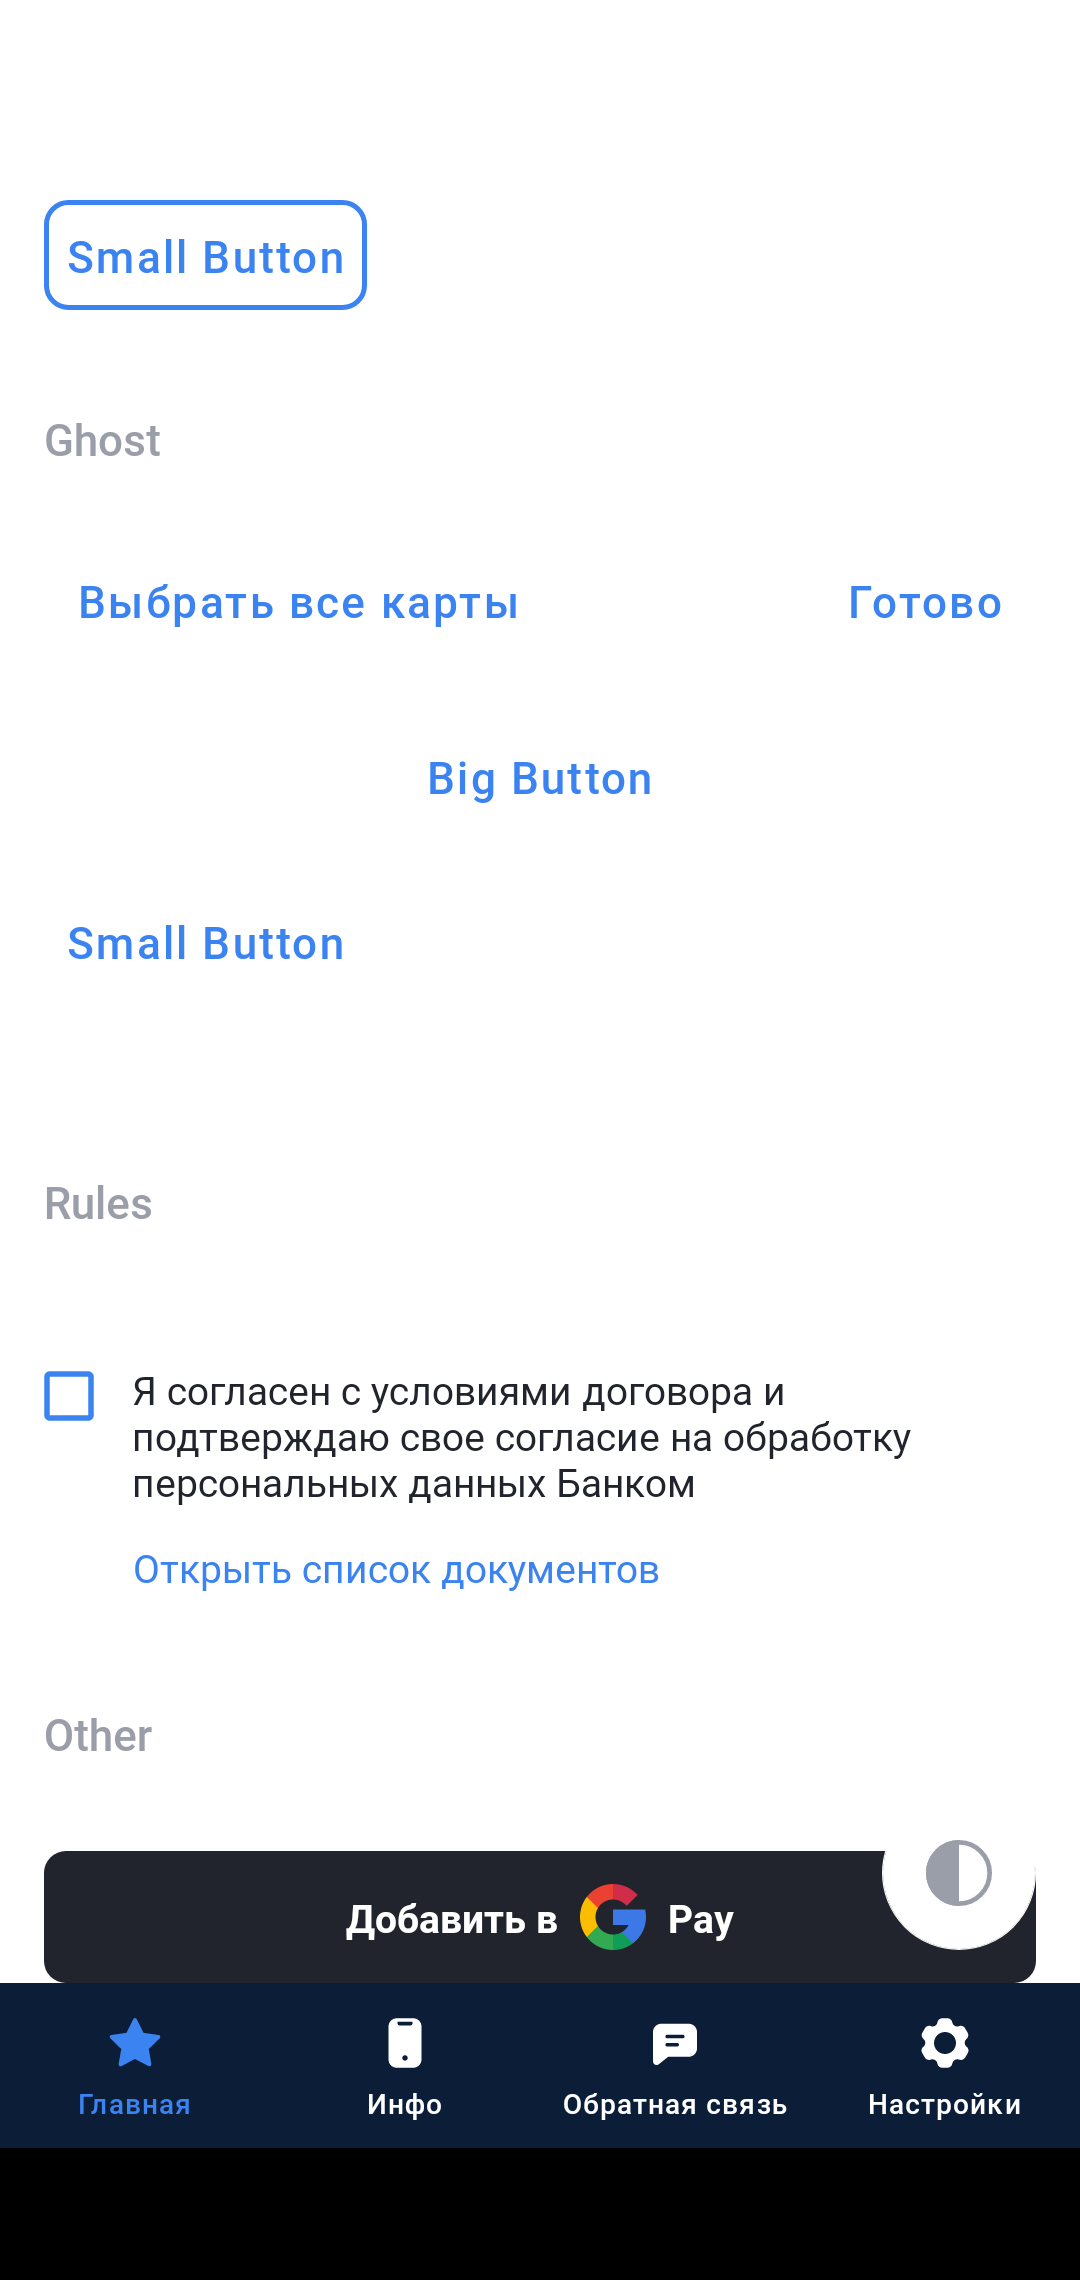 Small Button
Ghost
Выбрать все карты
Готово
Big Button
Small Button
Rules
Я согласен с условиями договора и
подтверждаю свое согласие на обработку
персональных данных Банком
Открыть список документов
Other
Добавить в G Pay
Главная
Инфо
Обратная связь
Настройки